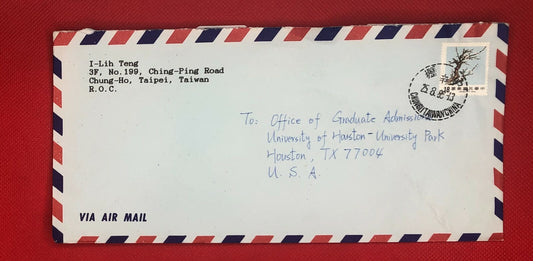 I-Lih Teng
3F, No.199, Ching-Ping Road
Chung-Ho, Taipei, Taiwan
R.O.C.
To: Office of Graduate Admissions
University of Houston-University Park
Houston, TX 77004
U. S. A.
VIA AIR MAIL